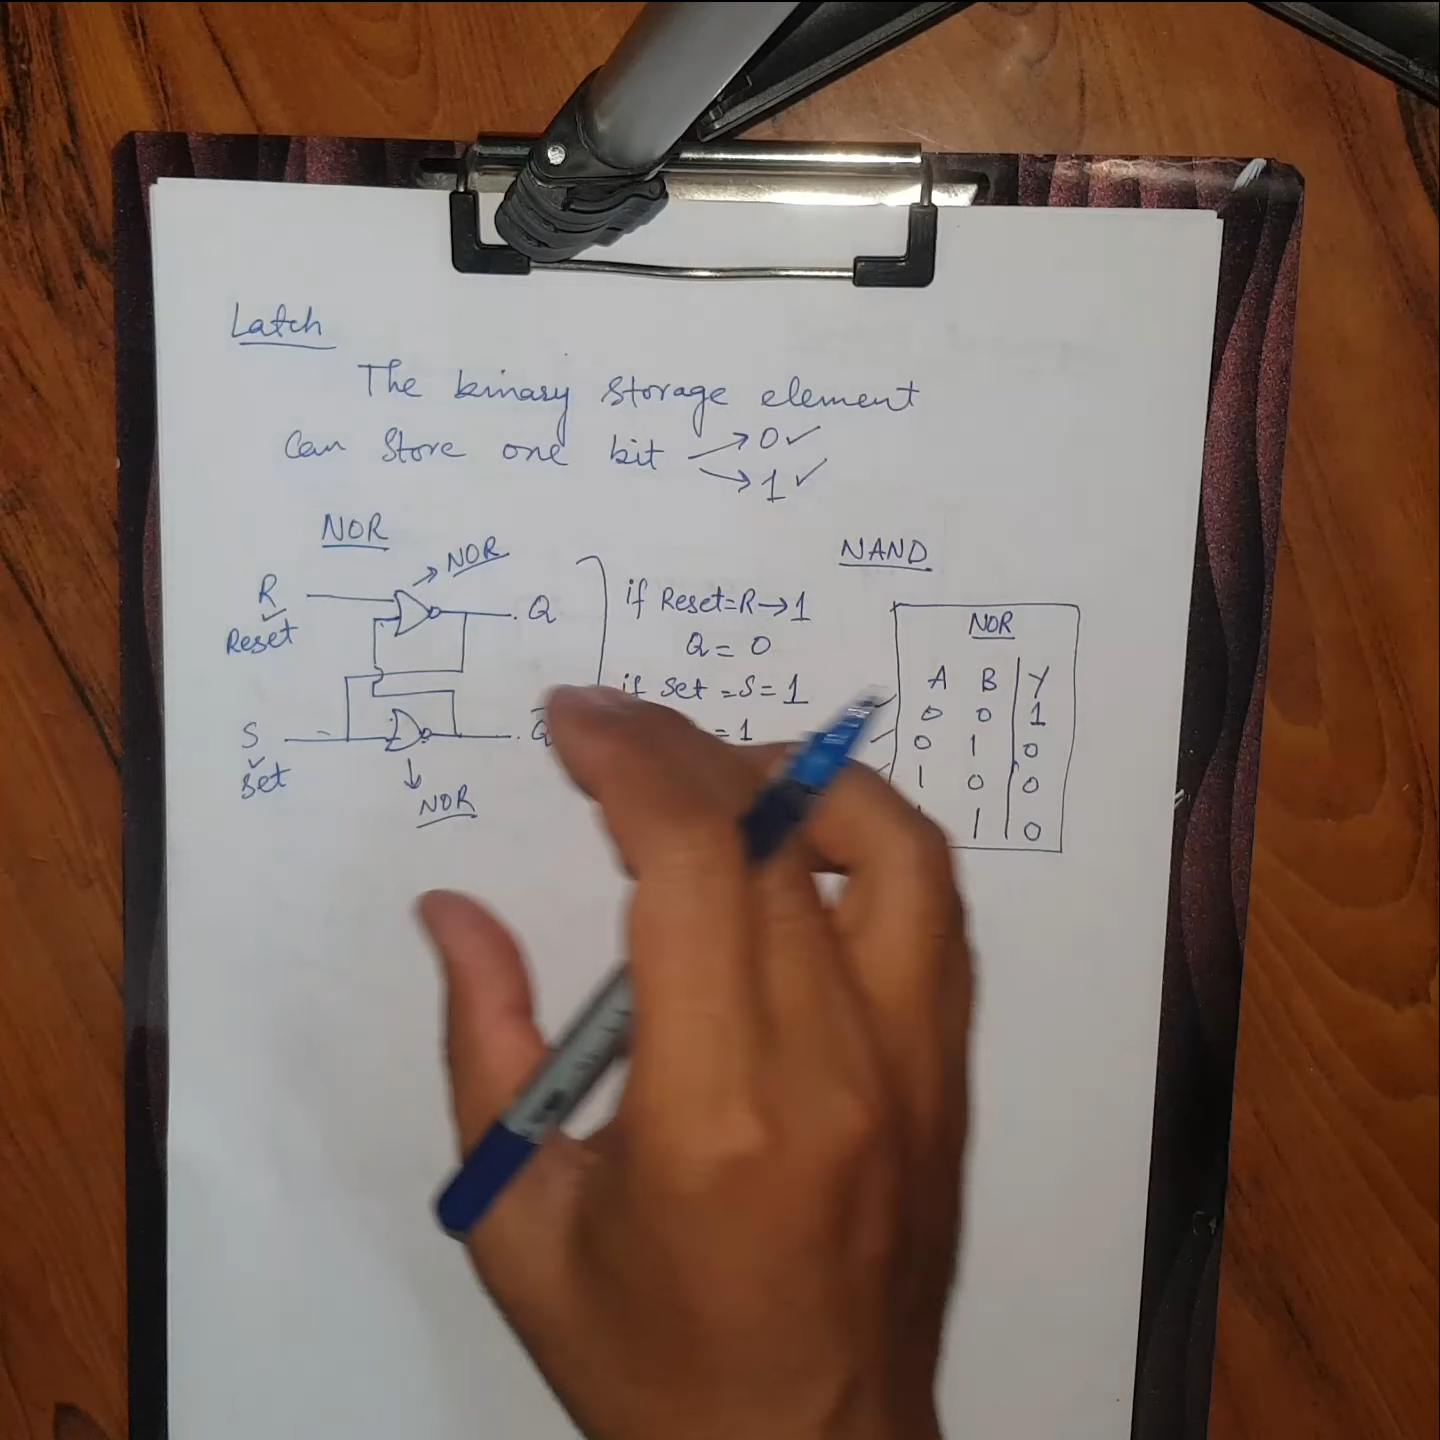 Latch
The binary storage element
Can Store one bit → 0 ✓
→ 1 ✓
NOR
→ NOR
R
Reset
Q
S
Set
Q̅
↓
NOR
if Reset=R→1
Q = 0
if Set =S= 1
= 1
NAND
NOR
A B Y
0 0 1
0 1 0
1 0 0
1 0